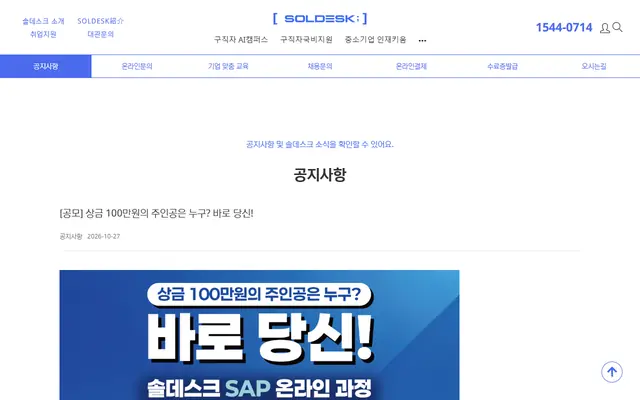 솔데스크 소개
SOLDESK紹介
취업지원
대관문의
[ SOLDESK; ]
구직자 AI캠퍼스
구직자국비지원
중소기업 인재키움
•••
1544-0714
공지사항
온라인문의
기업 맞춤 교육
채용문의
온라인결제
수료증발급
오시는길
공지사항 및 솔데스크 소식을 확인할 수 있어요.
공지사항
[공모] 상금 100만원의 주인공은 누구? 바로 당신!
공지사항 2026-10-27
상금 100만원의 주인공은 누구?
바로 당신!
솔데스크 SAP 온라인 과정